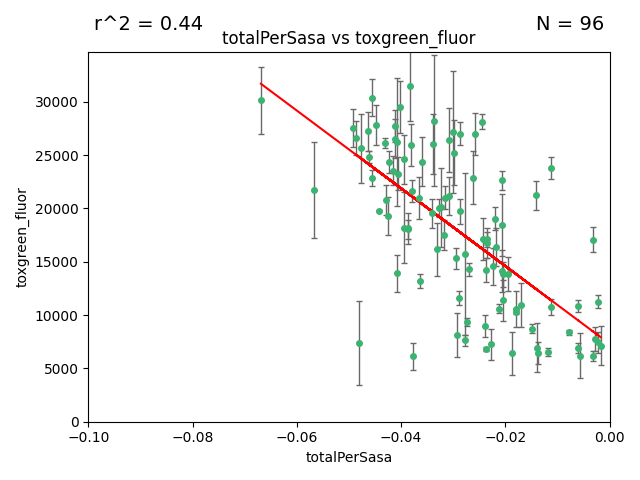 r^2 = 0.44
N = 96
totalPerSasa vs toxgreen_fluor
30000
25000
20000
15000
10000
5000
0
toxgreen_fluor
−0.10
−0.08
−0.06
−0.04
−0.02
0.00
totalPerSasa